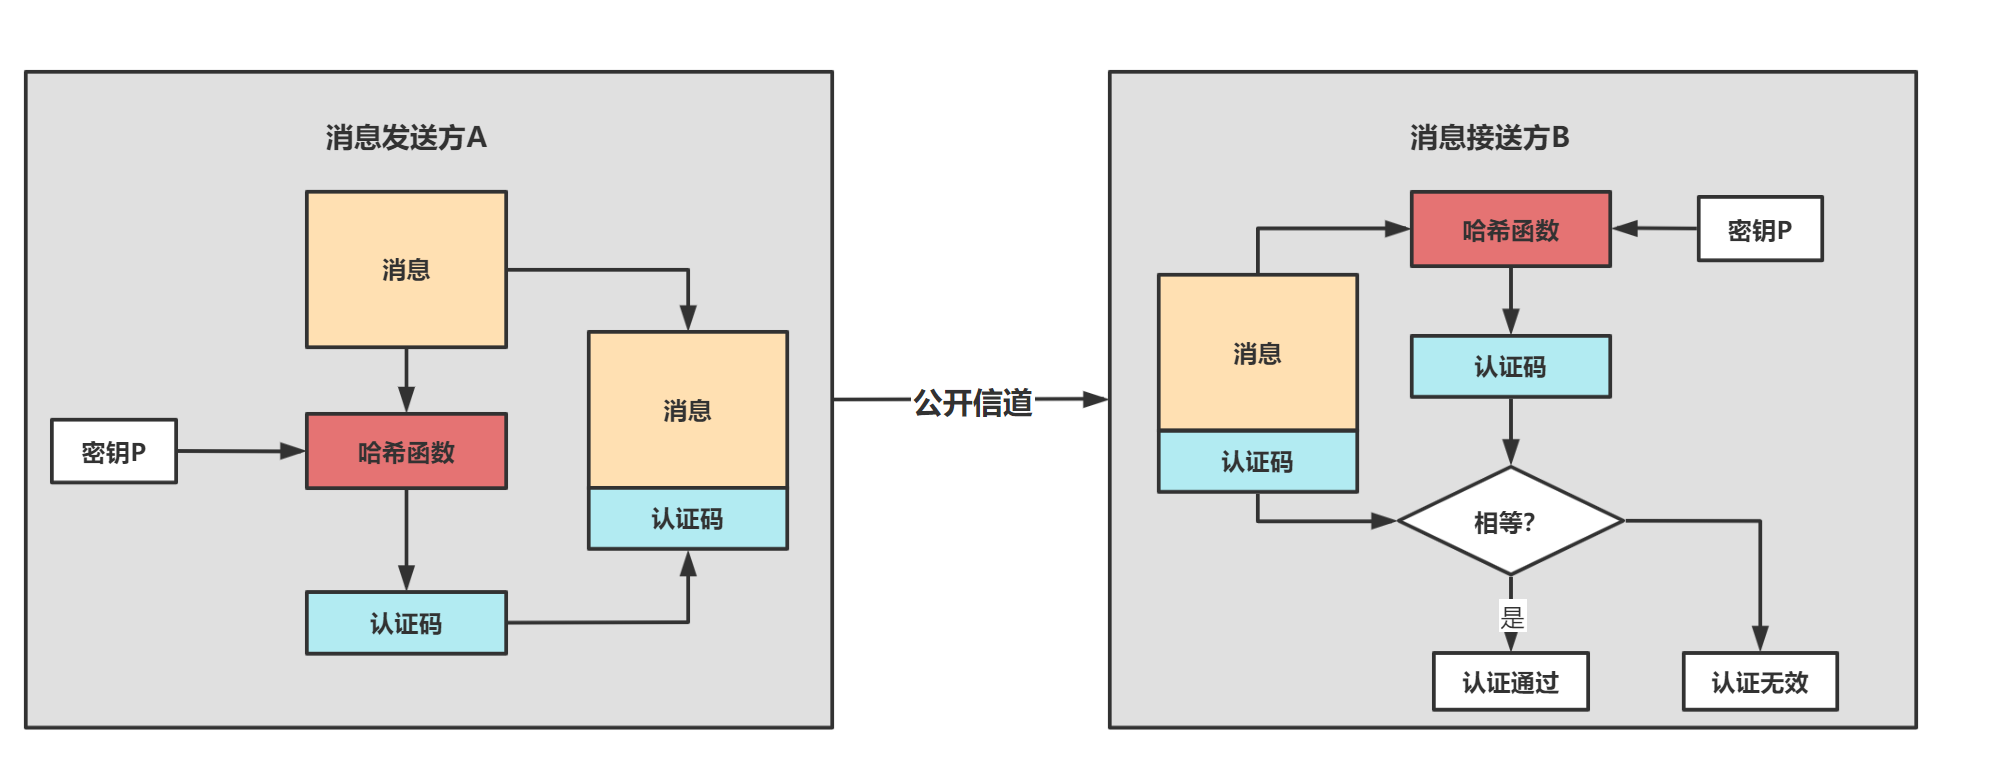 消息发送方A
消息
消息
密钥P
哈希函数
认证码
认证码
公开信道
消息接送方B
哈希函数
密钥P
消息
认证码
认证码
相等?
是
认证通过
认证无效